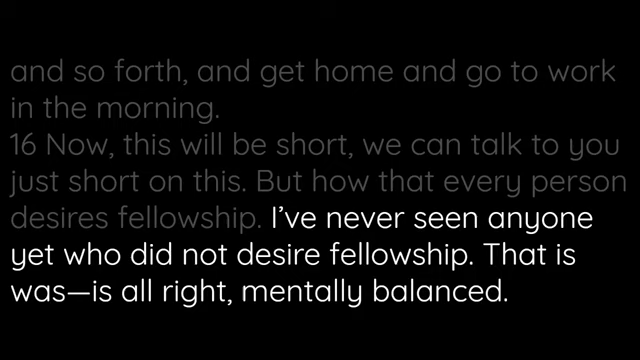 and so forth, and get home and go to work
in the morning.
16 Now, this will be short, we can talk to you
just short on this. But how that every person
desires fellowship. I’ve never seen anyone
yet who did not desire fellowship. That is
was—is all right, mentally balanced.